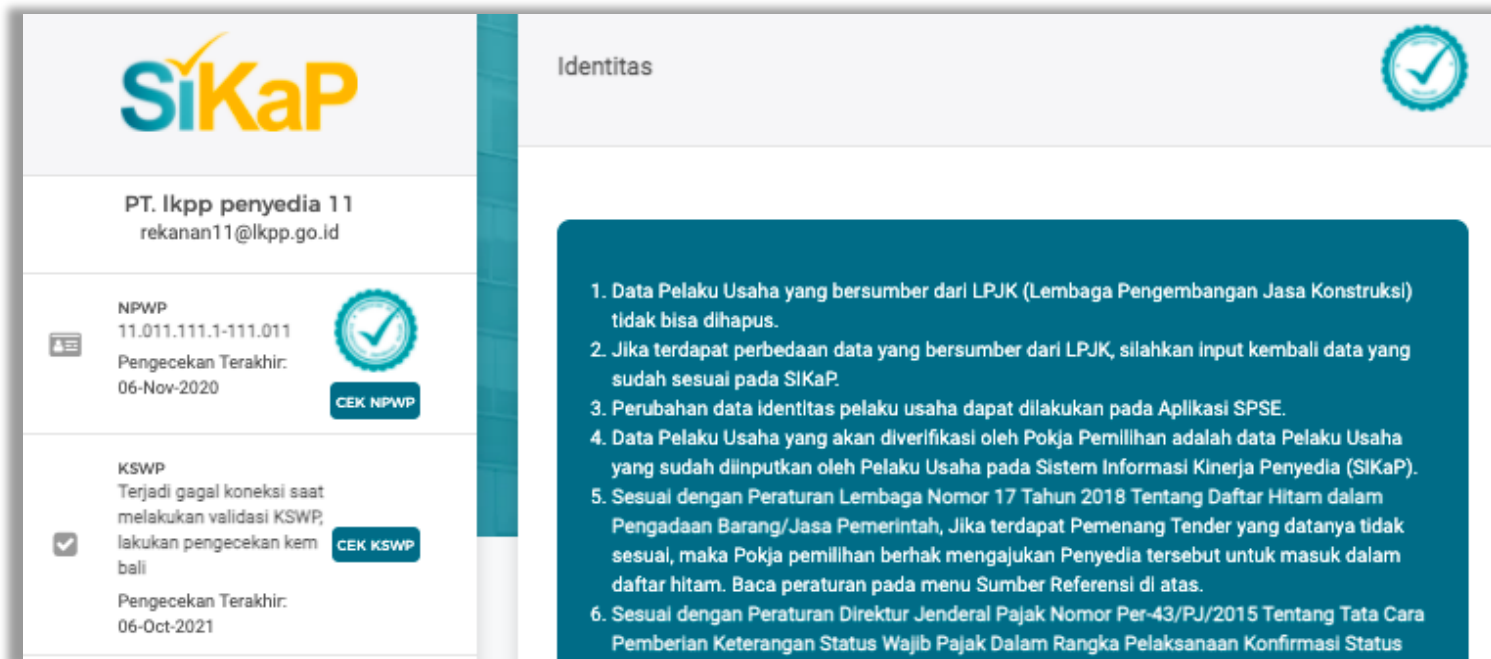 SiKaP
PT. lkpp penyedia 11
rekanan11@lkpp.go.id
NPWP
11.011.111.1-111.011
Pengecekan Terakhir:
06-Nov-2020
CEK NPWP
KSWP
Terjadi gagal koneksi saat
melakukan validasi KSWP,
lakukan pengecekan kem
bali
CEK KSWP
Pengecekan Terakhir:
06-Oct-2021
Identitas
1. Data Pelaku Usaha yang bersumber dari LPJK (Lembaga Pengembangan Jasa Konstruksi)
tidak bisa dihapus.
2. Jika terdapat perbedaan data yang bersumber dari LPJK, silahkan input kembali data yang
sudah sesuai pada SIKaP.
3. Perubahan data identitas pelaku usaha dapat dilakukan pada Aplikasi SPSE.
4. Data Pelaku Usaha yang akan diverifikasi oleh Pokja Pemilihan adalah data Pelaku Usaha
yang sudah diinputkan oleh Pelaku Usaha pada Sistem Informasi Kinerja Penyedia (SIKaP).
5. Sesuai dengan Peraturan Lembaga Nomor 17 Tahun 2018 Tentang Daftar Hitam dalam
Pengadaan Barang/Jasa Pemerintah, Jika terdapat Pemenang Tender yang datanya tidak
sesuai, maka Pokja pemilihan berhak mengajukan Penyedia tersebut untuk masuk dalam
daftar hitam. Baca peraturan pada menu Sumber Referensi di atas.
6. Sesuai dengan Peraturan Direktur Jenderal Pajak Nomor Per-43/PJ/2015 Tentang Tata Cara
Pemberian Keterangan Status Wajib Pajak Dalam Rangka Pelaksanaan Konfirmasi Status